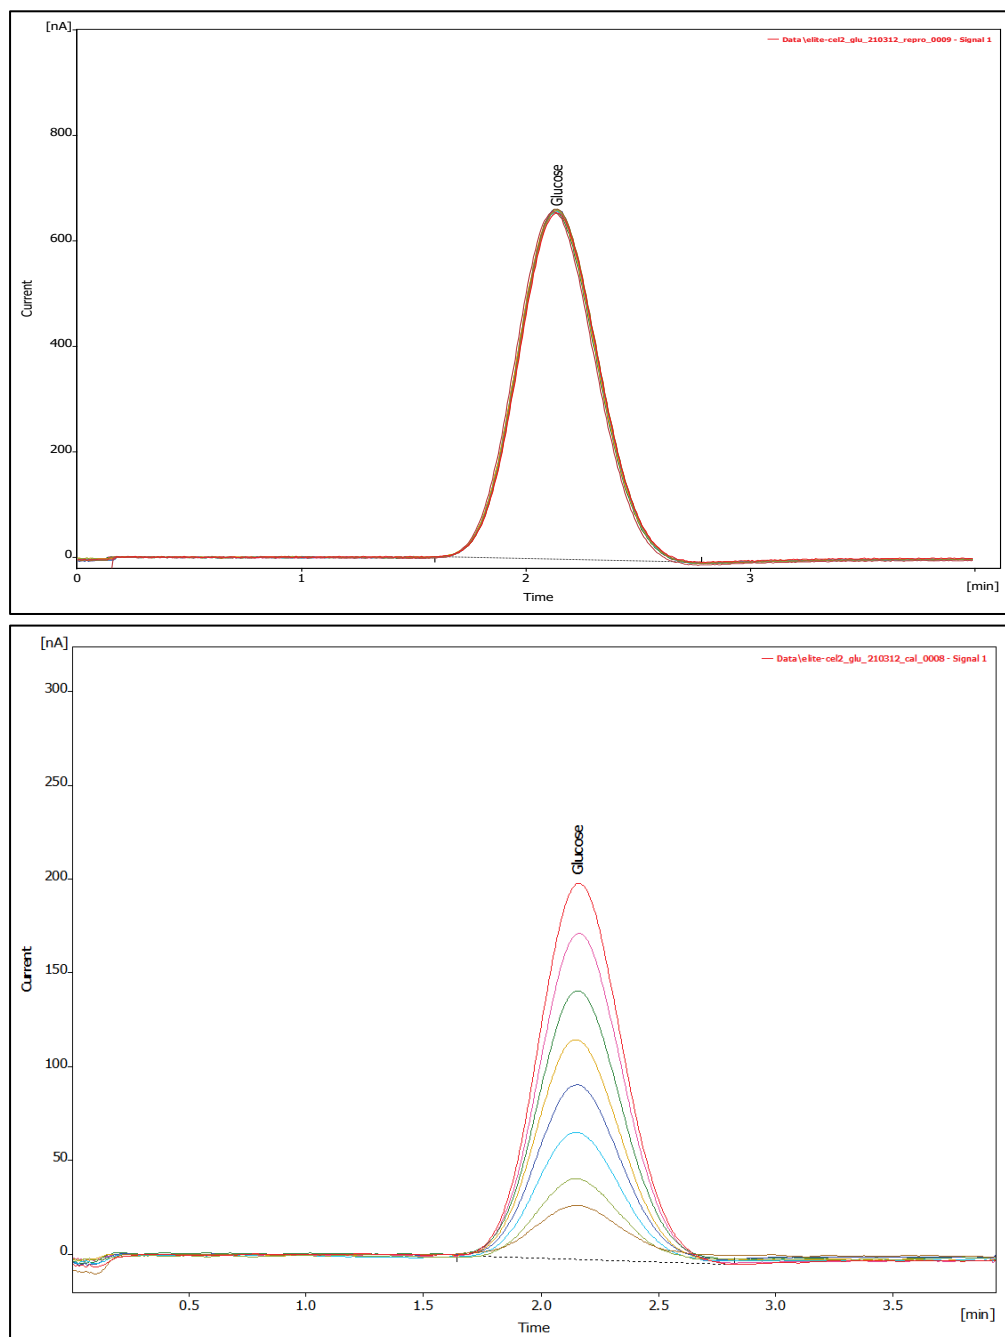 [nA]
Data\elite-cel2_glu_210312_repro_0009 - Signal 1
800
Glucose
600
Current
400
200
0
0
1
2
3
[min]
Time
[nA]
Data\elite-cel2_glu_210312_cal_0008 - Signal 1
300
250
Glucose
200
150
Current
100
50
0
0.5
1.0
1.5
2.0
2.5
3.0
3.5
[min]
Time